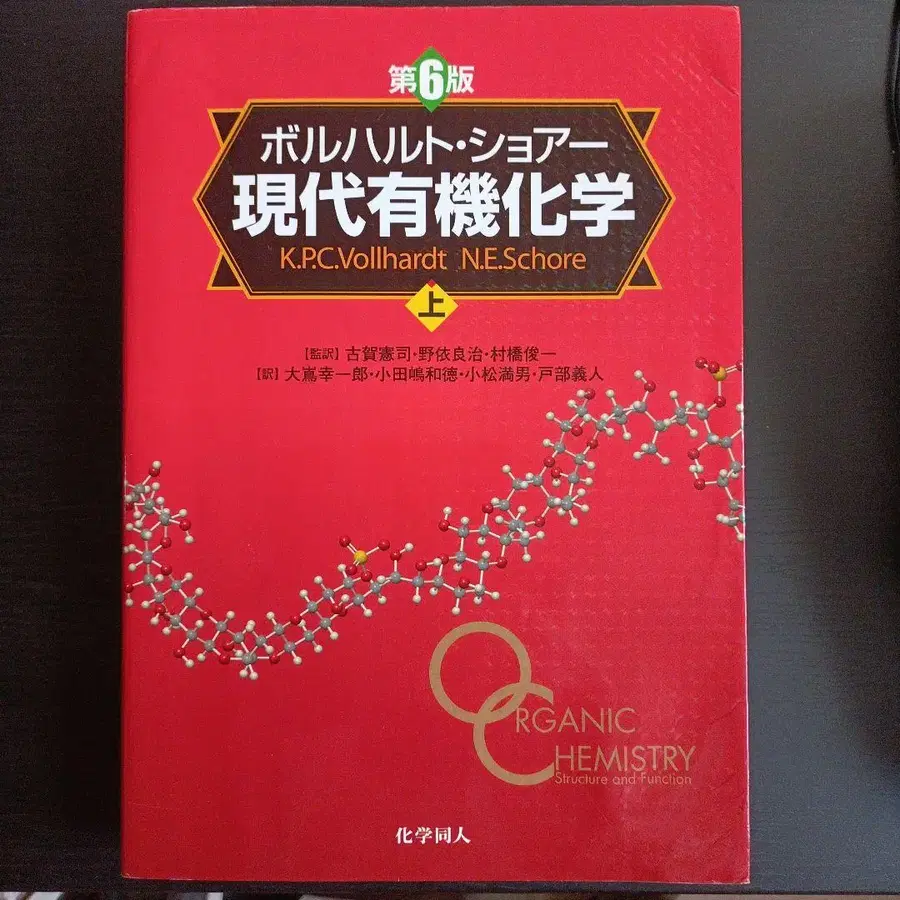 第6版
ボルハルト・ショアー
現代有機化学
K.P.C.Vollhardt N.E.Schore
上
【監訳】古賀憲司・野依良治・村橋俊一
【訳】大嶌幸一郎・小田嶋和徳・小松満男・戸部義人
ORGANIC
CHEMISTRY
Structure and Function
化学同人